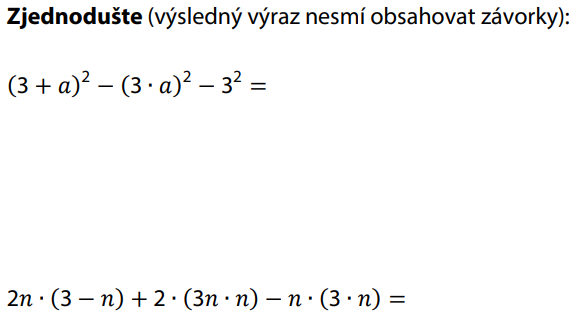 Zjednodušte (výsledný výraz nesmí obsahovat závorky):
(3 + a)² − (3 · a)² − 3² =
2n · (3 − n) + 2 · (3n · n) − n · (3 · n) =